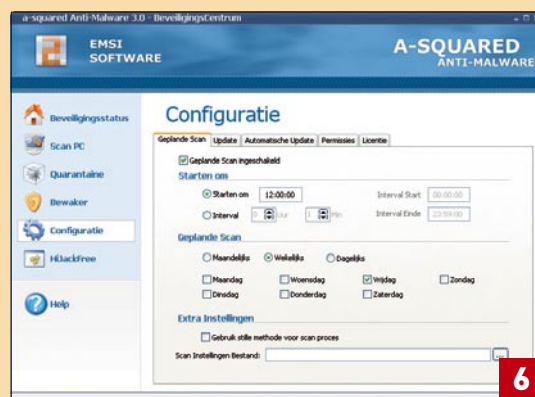 a-squared Anti-Malware 3.0 - BeveiligingsCentrum
EMSI
SOFTWARE
A-SQUARED
ANTI-MALWARE
Beveiligingsstatus
Scan PC
Quarantaine
Bewaker
Configuratie
HiJackFree
Help
Configuratie
Geplande Scan Update Automatische Update Permissies Licentie
Geplande Scan ingeschakeld
Starten om
Starten om 12:00:00 Interval Start 00:00:00
Interval 0 Uur 1 Min Interval Einde 23:59:00
Geplande Scan
Maandelijks Wekelijks Dagelijks
Maandag Woensdag Vrijdag Zondag
Dinsdag Donderdag Zaterdag
Extra Instellingen
Gebruik stille methode voor scan proces
Scan Instellingen Bestand: ...
6